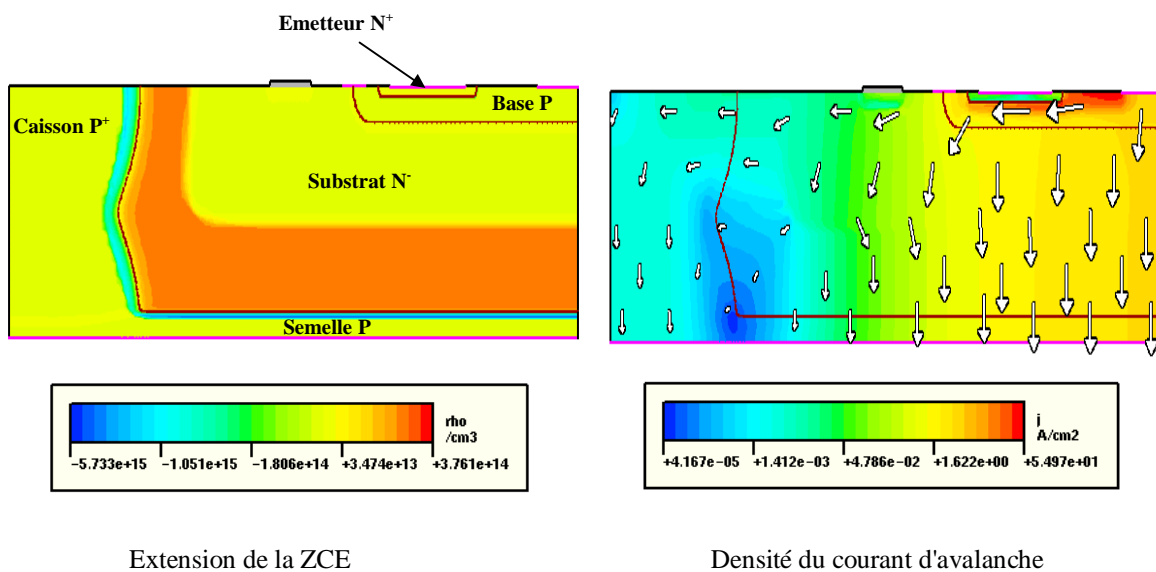 Emetteur N⁺
Base P
Caisson P⁺
Substrat N⁻
Semelle P
rho
/cm3
−5.733e+15 −1.051e+15 −1.806e+14 +3.474e+13 +3.761e+14
j
A/cm2
+4.167e−05 +1.412e−03 +4.786e−02 +1.622e+00 +5.497e+01
Extension de la ZCE
Densité du courant d'avalanche